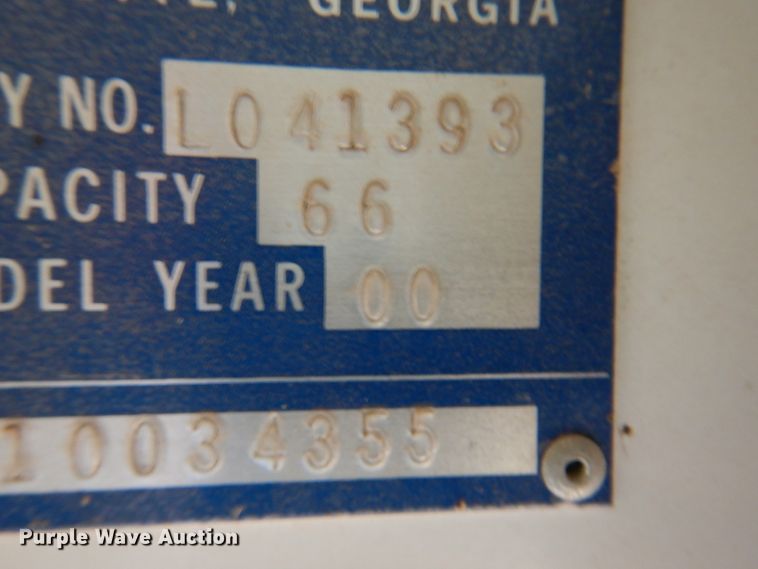 GEORGIA
Y NO. L041393
PACITY 66
DEL YEAR 00
10034355
Purple Wave Auction